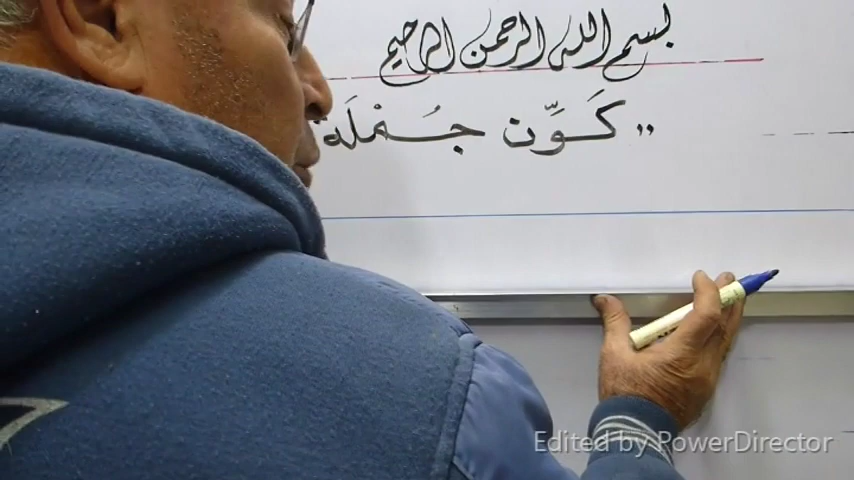 بسم الله الرحمن الرحيم
,, كَوِّن جُمْلَة
Edited by PowerDirector